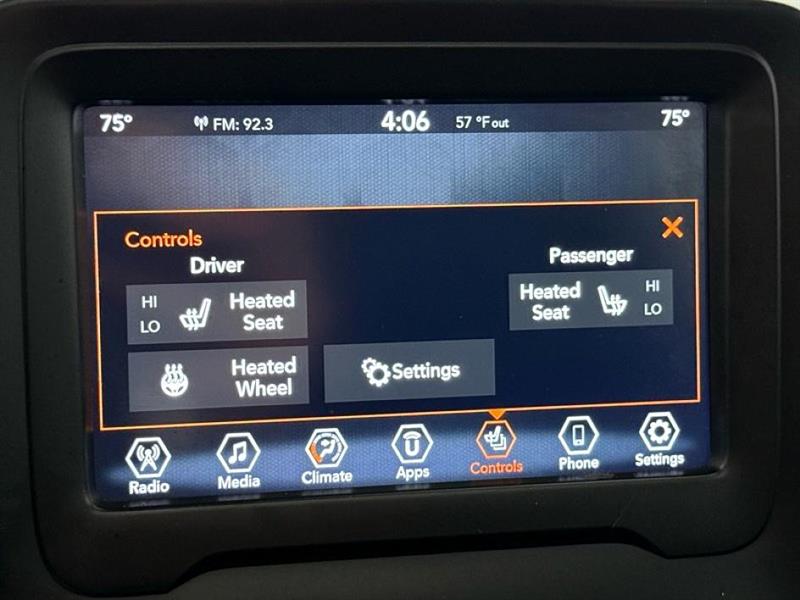 75° FM: 92.3 4:06 57 °F out 75°
Controls
Driver
Passenger
HI
LO
Heated
Seat
Heated
Seat
HI
LO
Heated
Wheel
Settings
Radio Media Climate Apps Controls Phone Settings